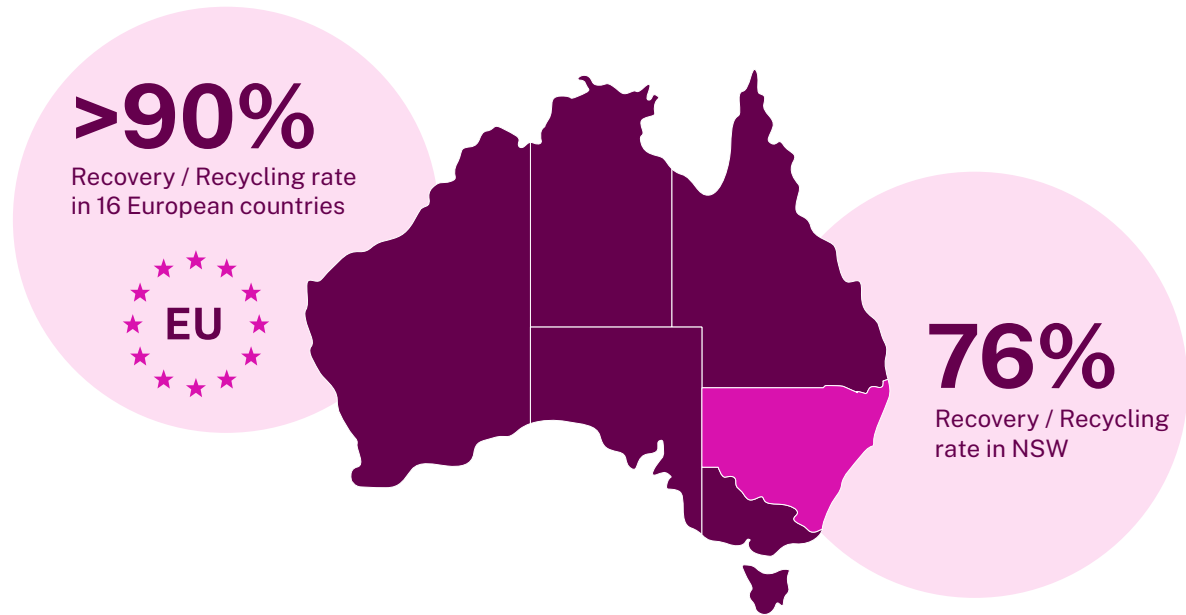 >90%
Recovery / Recycling rate
in 16 European countries
EU
76%
Recovery / Recycling
rate in NSW